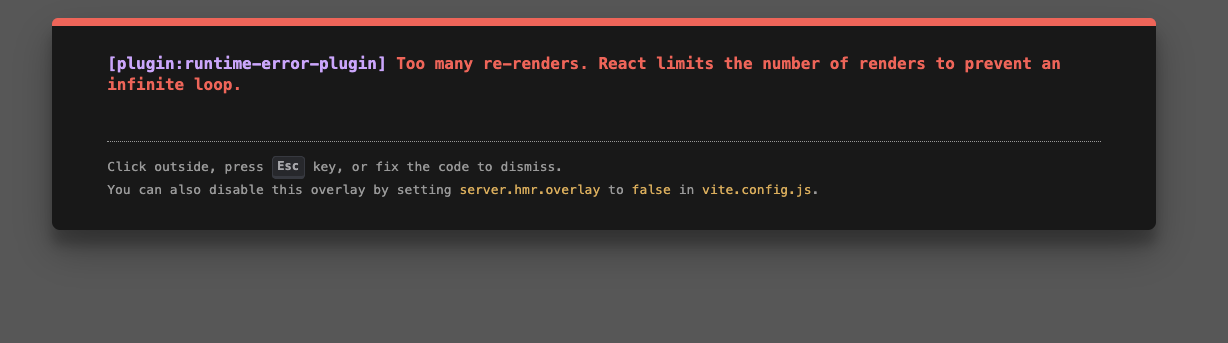 [plugin:runtime-error-plugin] Too many re-renders. React limits the number of renders to prevent an
infinite loop.
Click outside, press Esc key, or fix the code to dismiss.
You can also disable this overlay by setting server.hmr.overlay to false in vite.config.js.